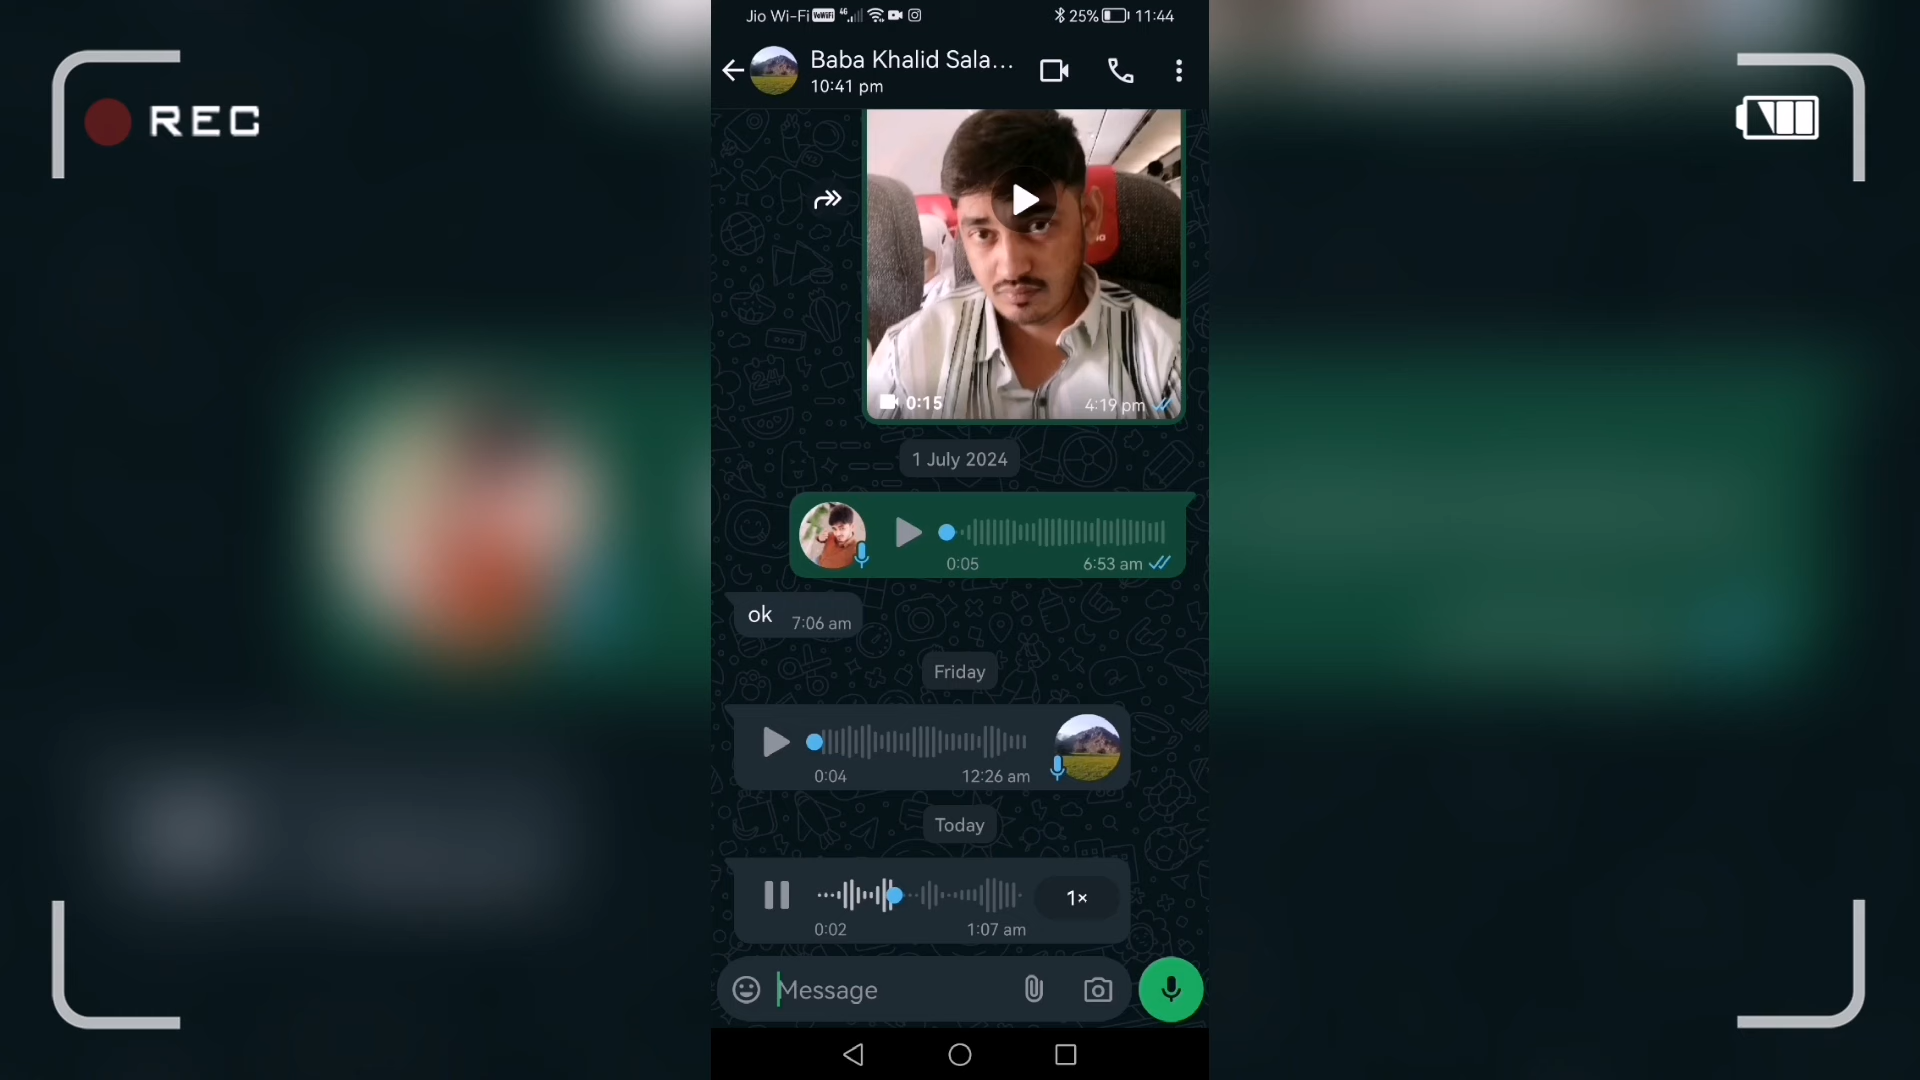 Jio Wi-Fi VoWiFi 4G 25% 11:44
REC
Baba Khalid Sala...
10:41 pm
0:15 4:19 pm
1 July 2024
0:05 6:53 am
ok 7:06 am
Friday
0:04 12:26 am
Today
1×
0:02 1:07 am
Message